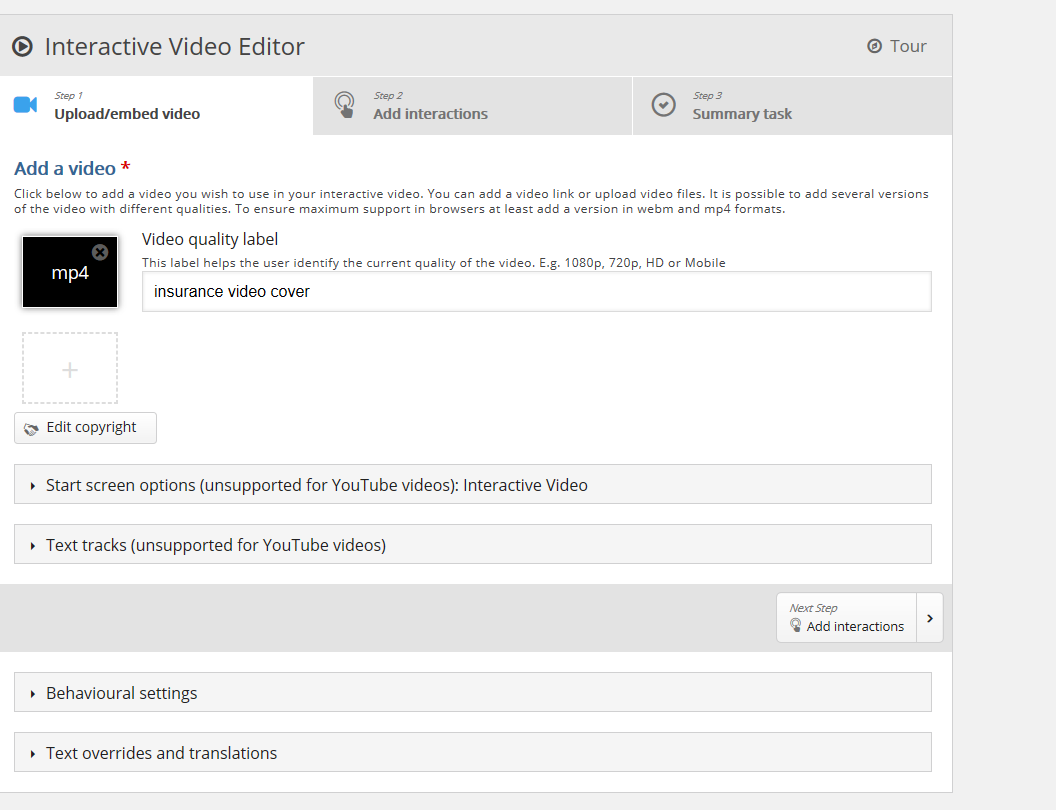 Interactive Video Editor
Tour
Step 1
Upload/embed video
Step 2
Add interactions
Step 3
Summary task
Add a video *
Click below to add a video you wish to use in your interactive video. You can add a video link or upload video files. It is possible to add several versions
of the video with different qualities. To ensure maximum support in browsers at least add a version in webm and mp4 formats.
mp4
Video quality label
This label helps the user identify the current quality of the video. E.g. 1080p, 720p, HD or Mobile
insurance video cover
Edit copyright
Start screen options (unsupported for YouTube videos): Interactive Video
Text tracks (unsupported for YouTube videos)
Next Step
Add interactions
Behavioural settings
Text overrides and translations